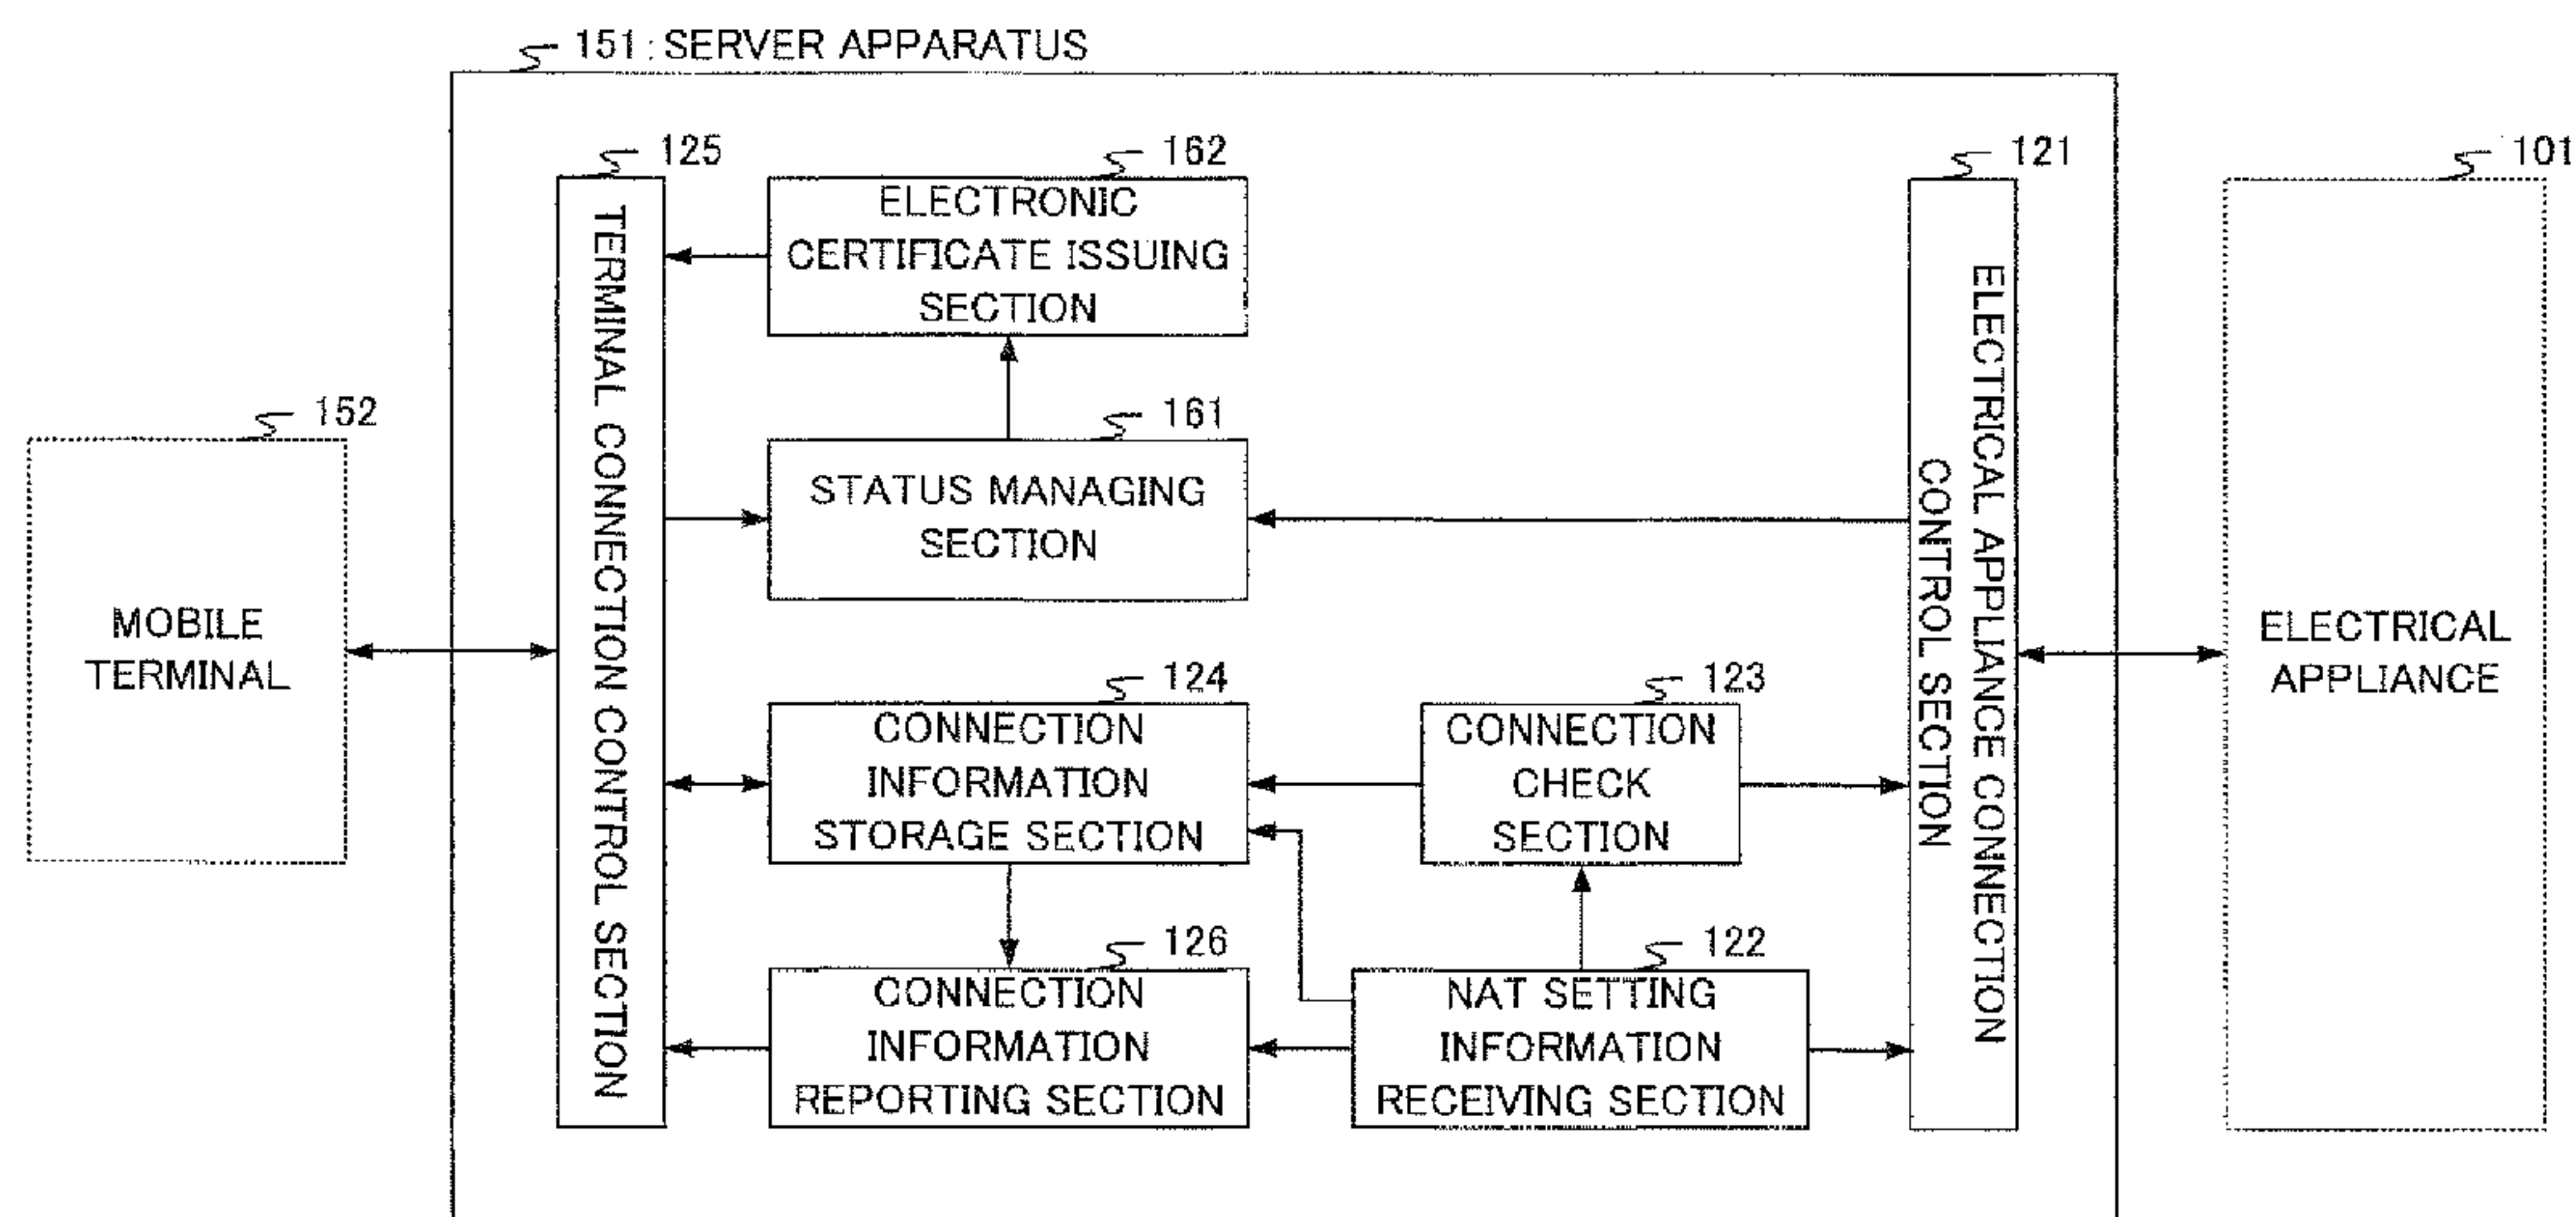 151: SERVER APPARATUS
125
162
121
101
ELECTRONIC
CERTIFICATE ISSUING
SECTION
TERMINAL CONNECTION CONTROL SECTION
ELECTRICAL APPLIANCE CONNECTION
CONTROL SECTION
152
161
STATUS MANAGING
SECTION
MOBILE
TERMINAL
ELECTRICAL
APPLIANCE
124
123
CONNECTION
INFORMATION
STORAGE SECTION
CONNECTION
CHECK
SECTION
126
122
CONNECTION
INFORMATION
REPORTING SECTION
NAT SETTING
INFORMATION
RECEIVING SECTION